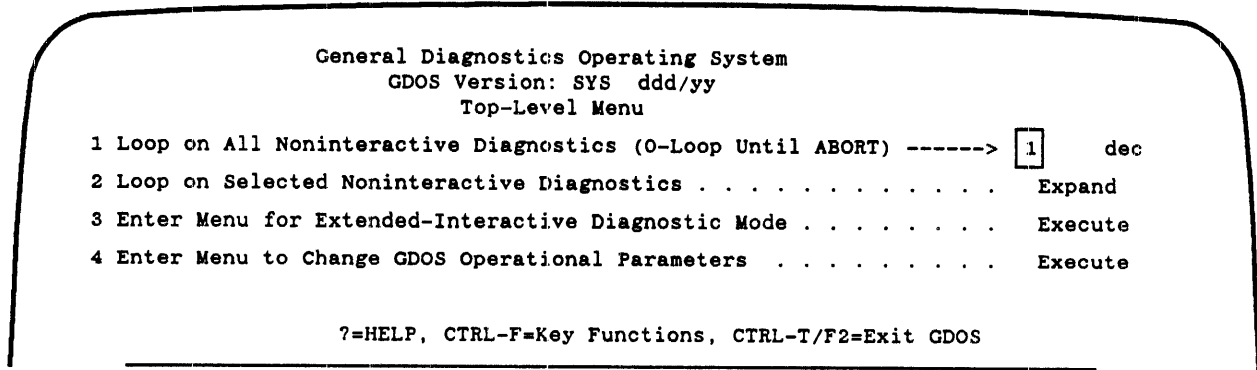 General Diagnostics Operating System
GDOS Version: SYS ddd/yy
Top-Level Menu
1 Loop on All Noninteractive Diagnostics (0-Loop Until ABORT) ------> 1 dec
2 Loop on Selected Noninteractive Diagnostics . . . . . . . . . . . . . Expand
3 Enter Menu for Extended-Interactive Diagnostic Mode . . . . . . . . Execute
4 Enter Menu to Change GDOS Operational Parameters . . . . . . . . . Execute
?=HELP, CTRL-F=Key Functions, CTRL-T/F2=Exit GDOS